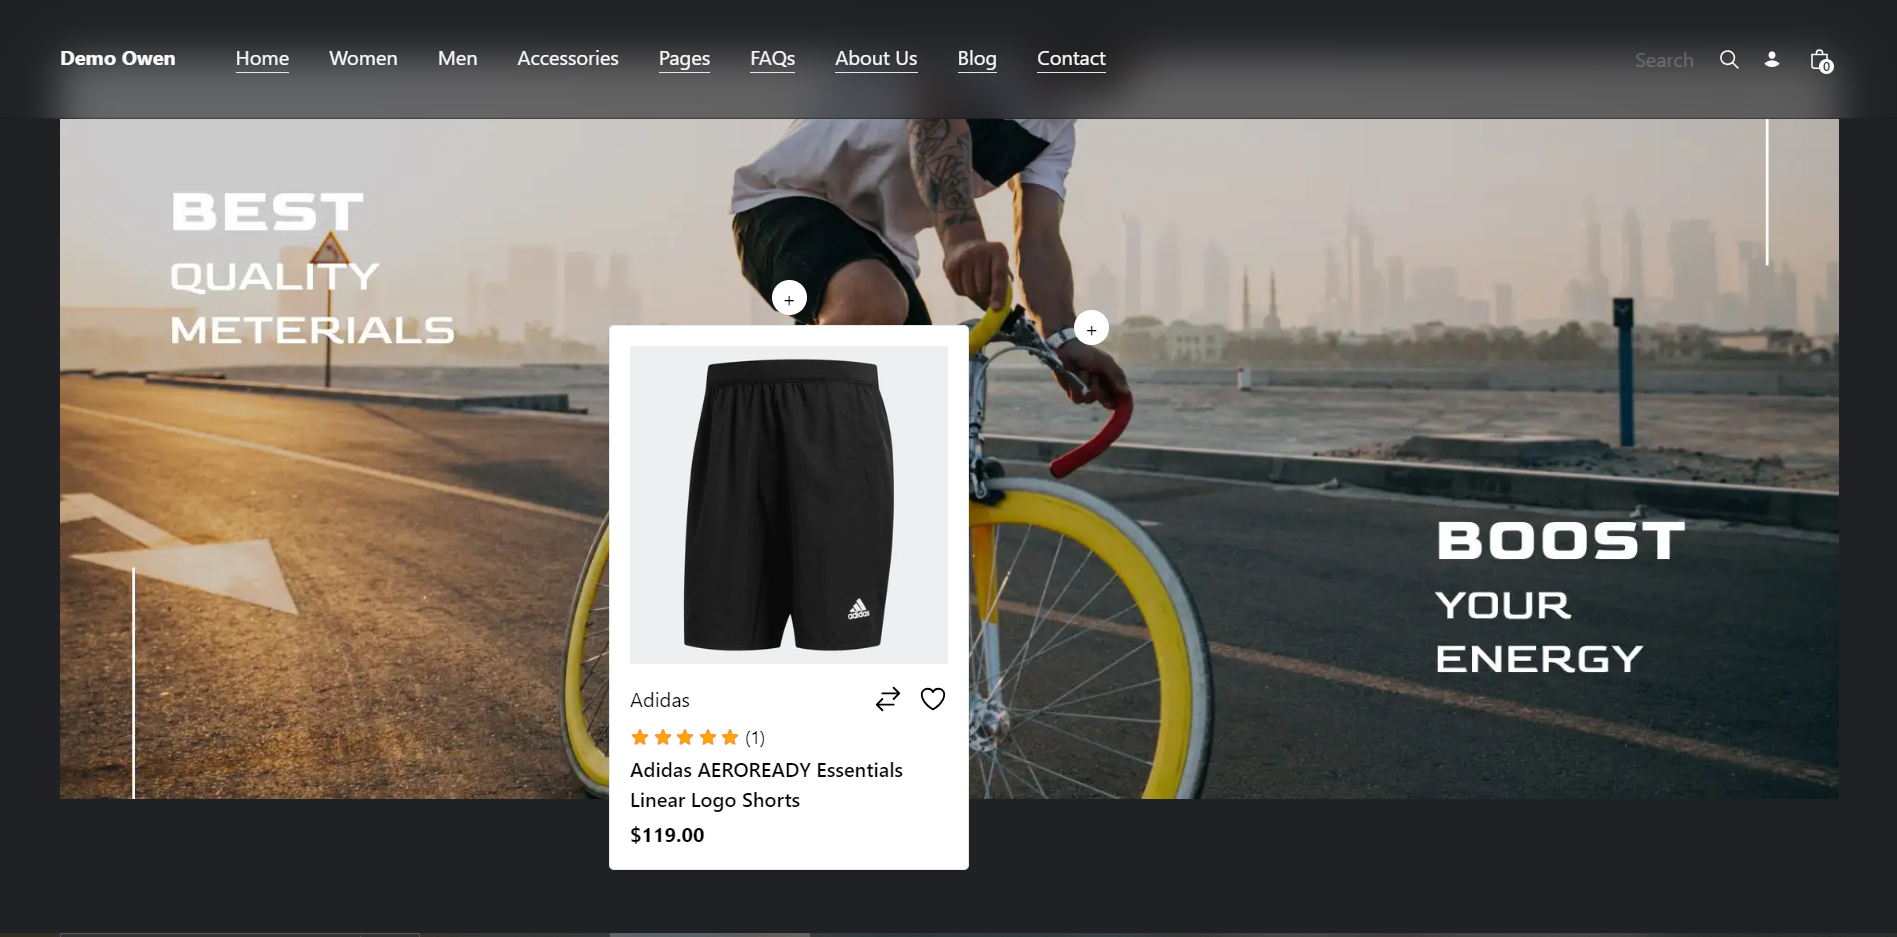 Demo Owen Home Women Men Accessories Pages FAQs About Us Blog Contact Search 0
BEST
QUALITY
METERIALS
+
+
adidas
BOOST
YOUR
ENERGY
Adidas
(1)
Adidas AEROREADY Essentials
Linear Logo Shorts
$119.00